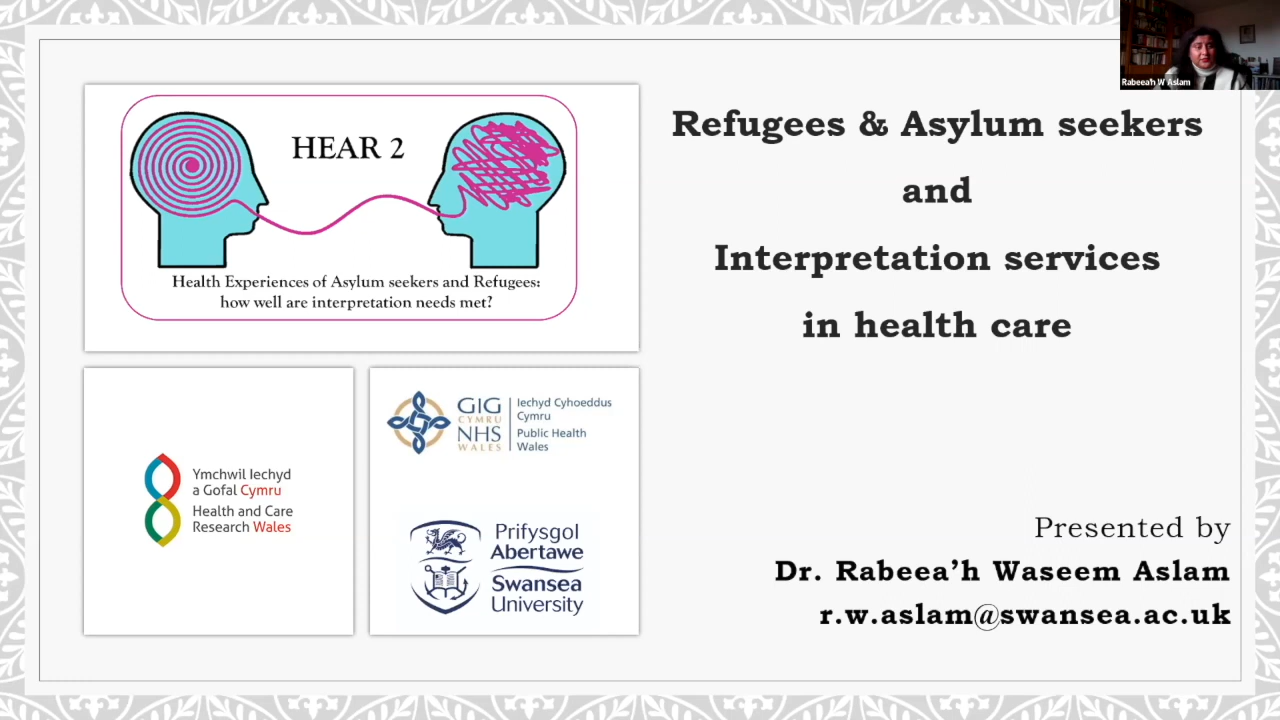 Rabeea'h W Aslam
HEAR 2
Health Experiences of Asylum seekers and Refugees:
how well are interpretation needs met?
Refugees & Asylum seekers
and
Interpretation services
in health care
Ymchwil Iechyd
a Gofal Cymru
Health and Care
Research Wales
GIG
CYMRU
NHS
WALES
Iechyd Cyhoeddus
Cymru
Public Health
Wales
Prifysgol
Abertawe
Swansea
University
Presented by
Dr. Rabeea’h Waseem Aslam
r.w.aslam@swansea.ac.uk